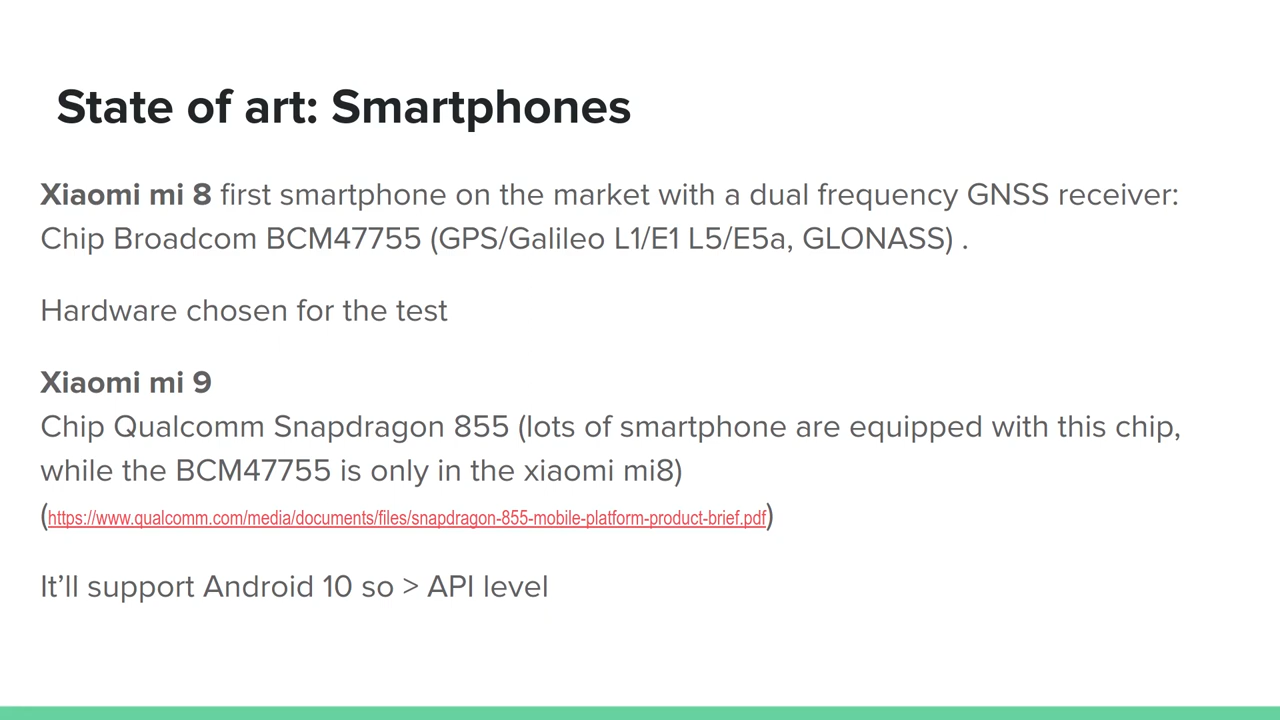 State of art: Smartphones
Xiaomi mi 8 first smartphone on the market with a dual frequency GNSS receiver:
Chip Broadcom BCM47755 (GPS/Galileo L1/E1 L5/E5a, GLONASS) .
Hardware chosen for the test
Xiaomi mi 9
Chip Qualcomm Snapdragon 855 (lots of smartphone are equipped with this chip,
while the BCM47755 is only in the xiaomi mi8)
(https://www.qualcomm.com/media/documents/files/snapdragon-855-mobile-platform-product-brief.pdf)
It’ll support Android 10 so > API level